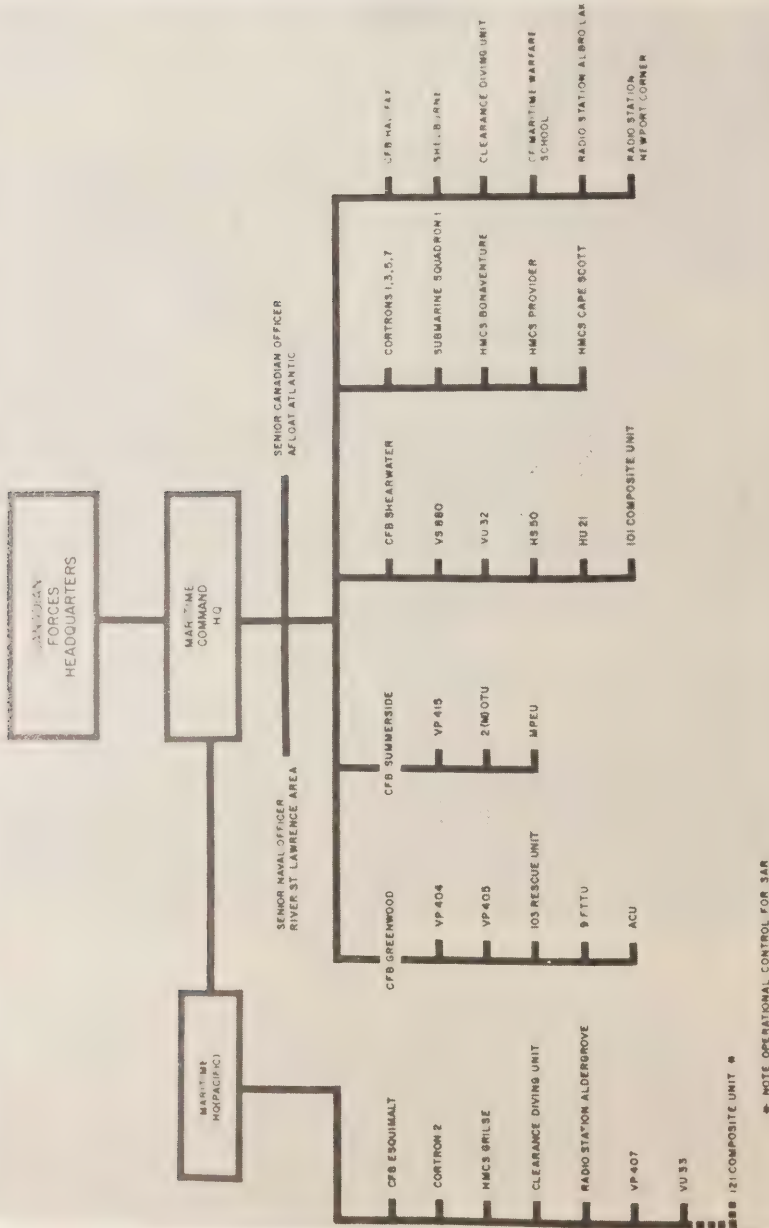 FORCES
HEADQUARTERS
MARITIME
COMMAND
HQ
MARITIME
HQ(PACIFIC)
SENIOR NAVAL OFFICER
RIVER ST LAWRENCE AREA
SENIOR CANADIAN OFFICER
AFLOAT ATLANTIC
CFB ESQUIMALT
CORTRON 2
HMCS GRILSE
CLEARANCE DIVING UNIT
RADIO STATION ALDERGROVE
VP 407
VU 33
121 COMPOSITE UNIT *
CFB GREENWOOD
VP 404
VP 405
103 RESCUE UNIT
9 FTTU
ACU
CFB SUMMERSIDE
VP 415
2(M)OTU
MPEU
CFB SHEARWATER
VS 880
VU 32
HS 50
HU 21
101 COMPOSITE UNIT
CORTRONS 1,3,5,7
SUBMARINE SQUADRON 1
HMCS BONAVENTURE
HMCS PROVIDER
HMCS CAPE SCOTT
CFB
CLEARANCE DIVING UNIT
CF MARITIME WARFARE
SCHOOL
RADIO STATION ALBRO LAK
RADIO STATION
NEWPORT CORNER
* NOTE OPERATIONAL CONTROL FOR SAR